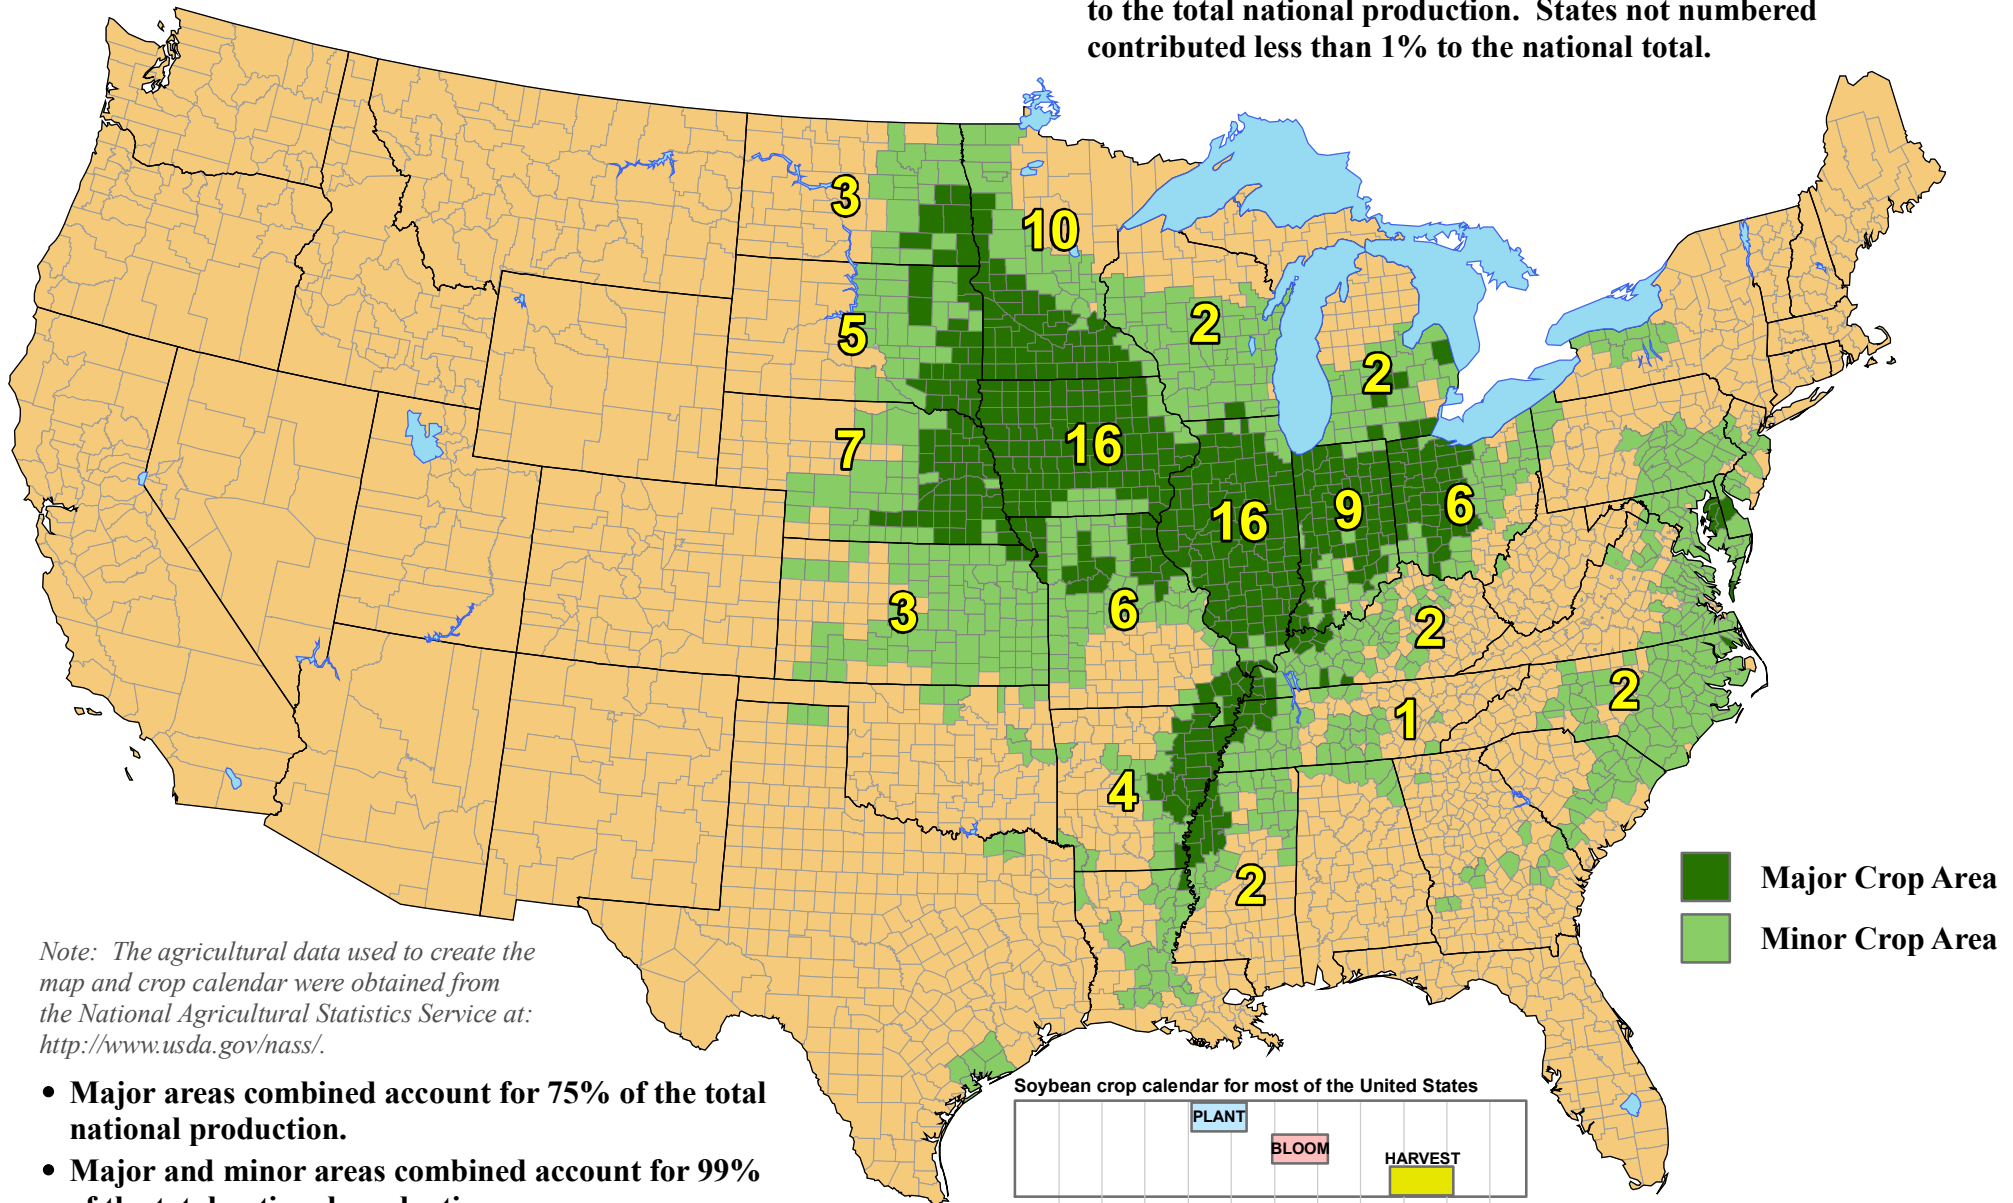 to the total national production. States not numbered
contributed less than 1% to the national total.
3
10
5
2
2
7
16
16
9
6
3
6
2
2
1
4
2
Major Crop Area
Minor Crop Area
Note: The agricultural data used to create the
map and crop calendar were obtained from
the National Agricultural Statistics Service at:
http://www.usda.gov/nass/.
• Major areas combined account for 75% of the total
national production.
• Major and minor areas combined account for 99%
of the total national production.
Soybean crop calendar for most of the United States
PLANT
BLOOM
HARVEST